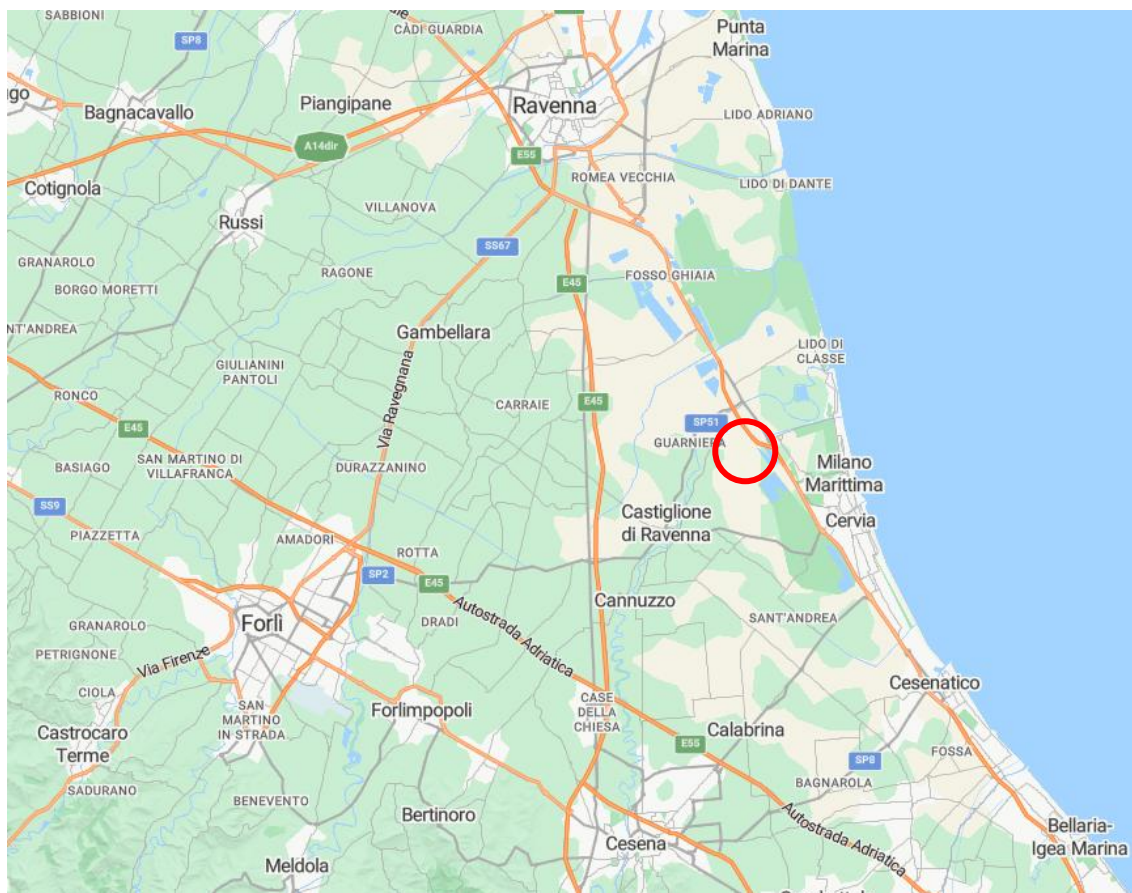 SABBIONI
CÀDI GUARDIA
Punta
Marina
SP8
Bagnacavallo
Piangipane
Ravenna
LIDO ADRIANO
A14dir
E55
Cotignola
ROMEA VECCHIA
LIDO DI DANTE
VILLANOVA
Russi
SS67
GRANAROLO
RAGONE
FOSSO GHIAIA
E45
BORGO MORETTI
NT'ANDREA
Gambellara
LIDO DI
CLASSE
GIULIANINI
PANTOLI
RONCO
Via Ravegnana
CARRAIE
E45
SP51
E45
GUARNIERA
SAN MARTINO DI
VILLAFRANCA
BASIAGO
DURAZZANINO
Milano
Marittima
SS9
Castiglione
di Ravenna
Cervia
PIAZZETTA
AMADORI
ROTTA
SP2
E45
Cannuzzo
Autostrada Adriatica
SANT'ANDREA
GRANAROLO
Forlì
DRADI
PETRIGNONE
Via Firenze
CIOLA
Cesenatico
SAN
MARTINO
IN STRADA
Forlimpopoli
CASE
DELLA
CHIESA
Castrocaro
Terme
Calabrina
E55
FOSSA
SP8
SADURANO
BAGNAROLA
BENEVENTO
Bertinoro
Autostrada Adriatica
Bellaria-
Igea Marina
Cesena
Meldola